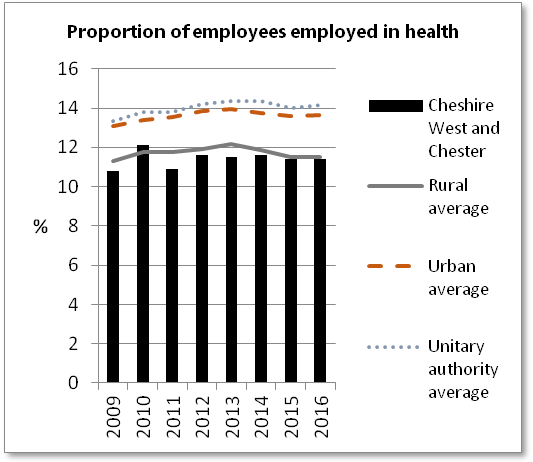 Proportion of employees employed in health
16
14
12
10
8
6
4
2
0
%
2009
2010
2011
2012
2013
2014
2015
2016
Cheshire
West and
Chester
Rural
average
Urban
average
Unitary
authority
average